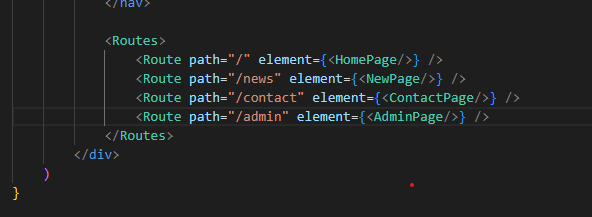 </nav>
<Routes>
<Route path="/" element={<HomePage/>} />
<Route path="/news" element={<NewPage/>} />
<Route path="/contact" element={<ContactPage/>} />
<Route path="/admin" element={<AdminPage/>} />
</Routes>
</div>
)
}